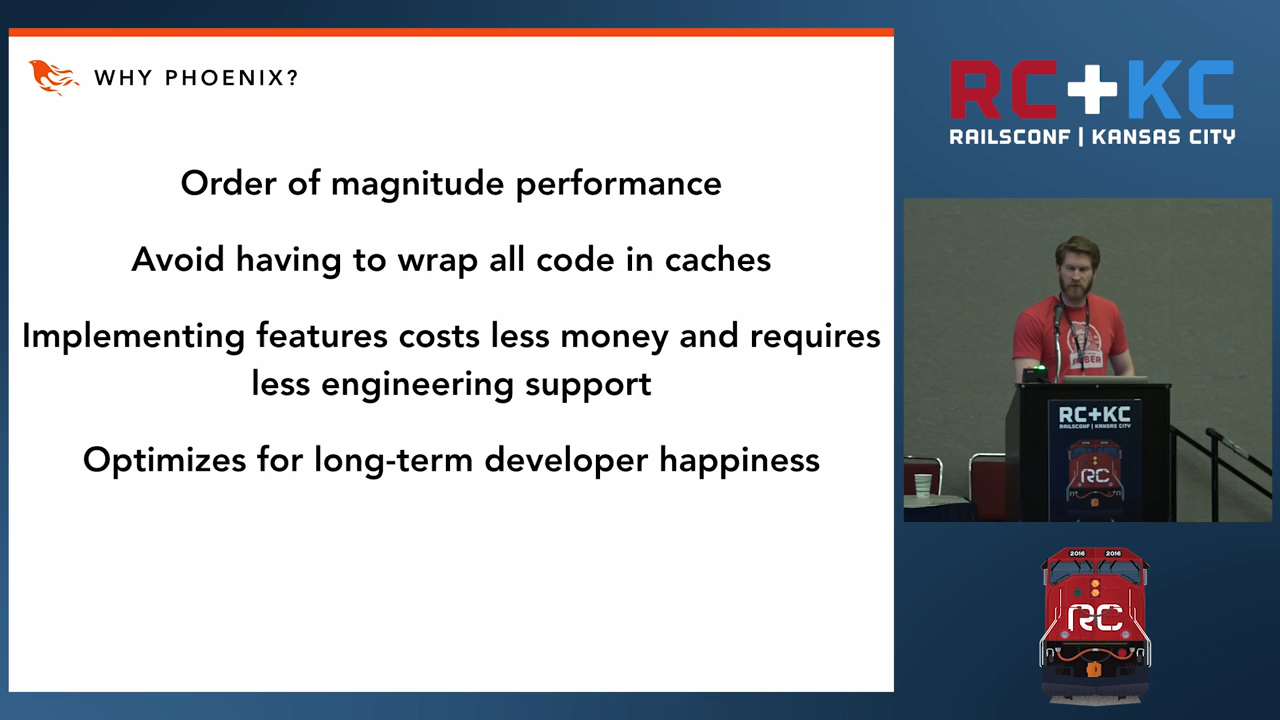 WHY PHOENIX?
Order of magnitude performance
Avoid having to wrap all code in caches
Implementing features costs less money and requires
less engineering support
Optimizes for long-term developer happiness
RC+KC
RAILSCONF | KANSAS CITY
RC+KC
RAILSCONF | KANSAS CITY
RC
2016 2016
RC